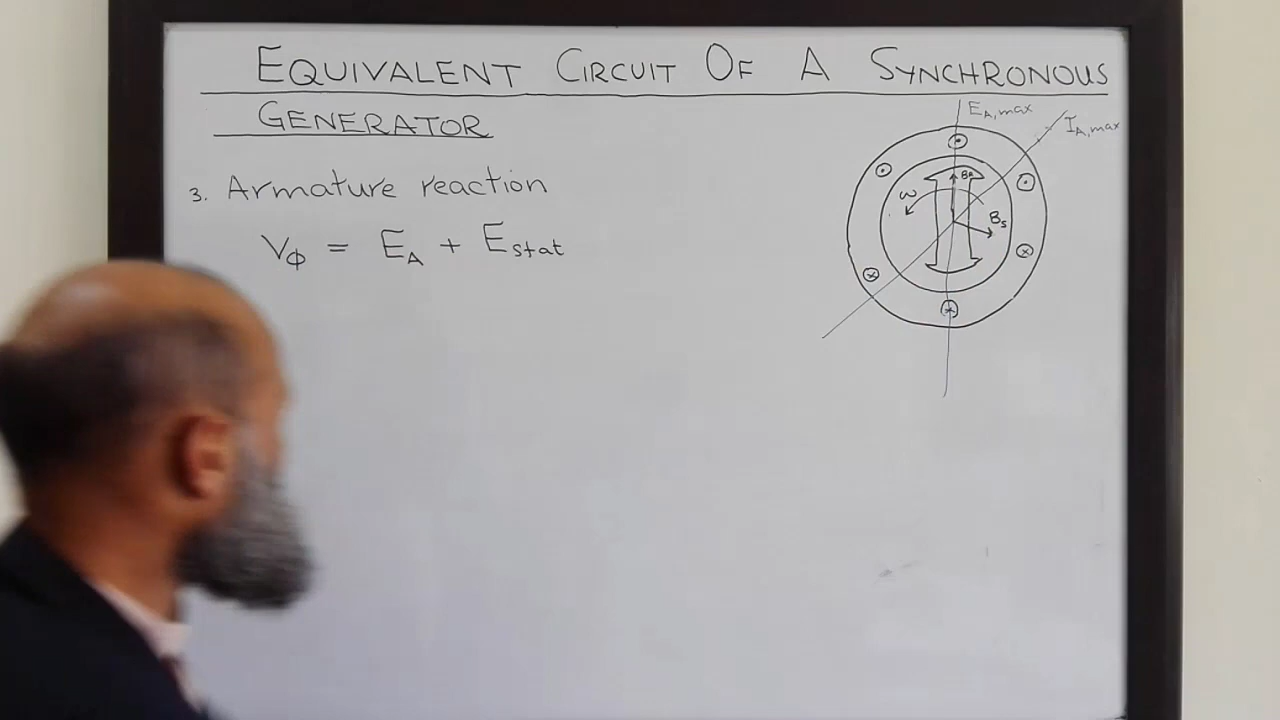 EQUIVALENT CIRCUIT OF A SYNCHRONOUS
GENERATOR
3. Armature reaction
Vφ = EA + Estat
EA,max
IA,max
BR
ω
Bs